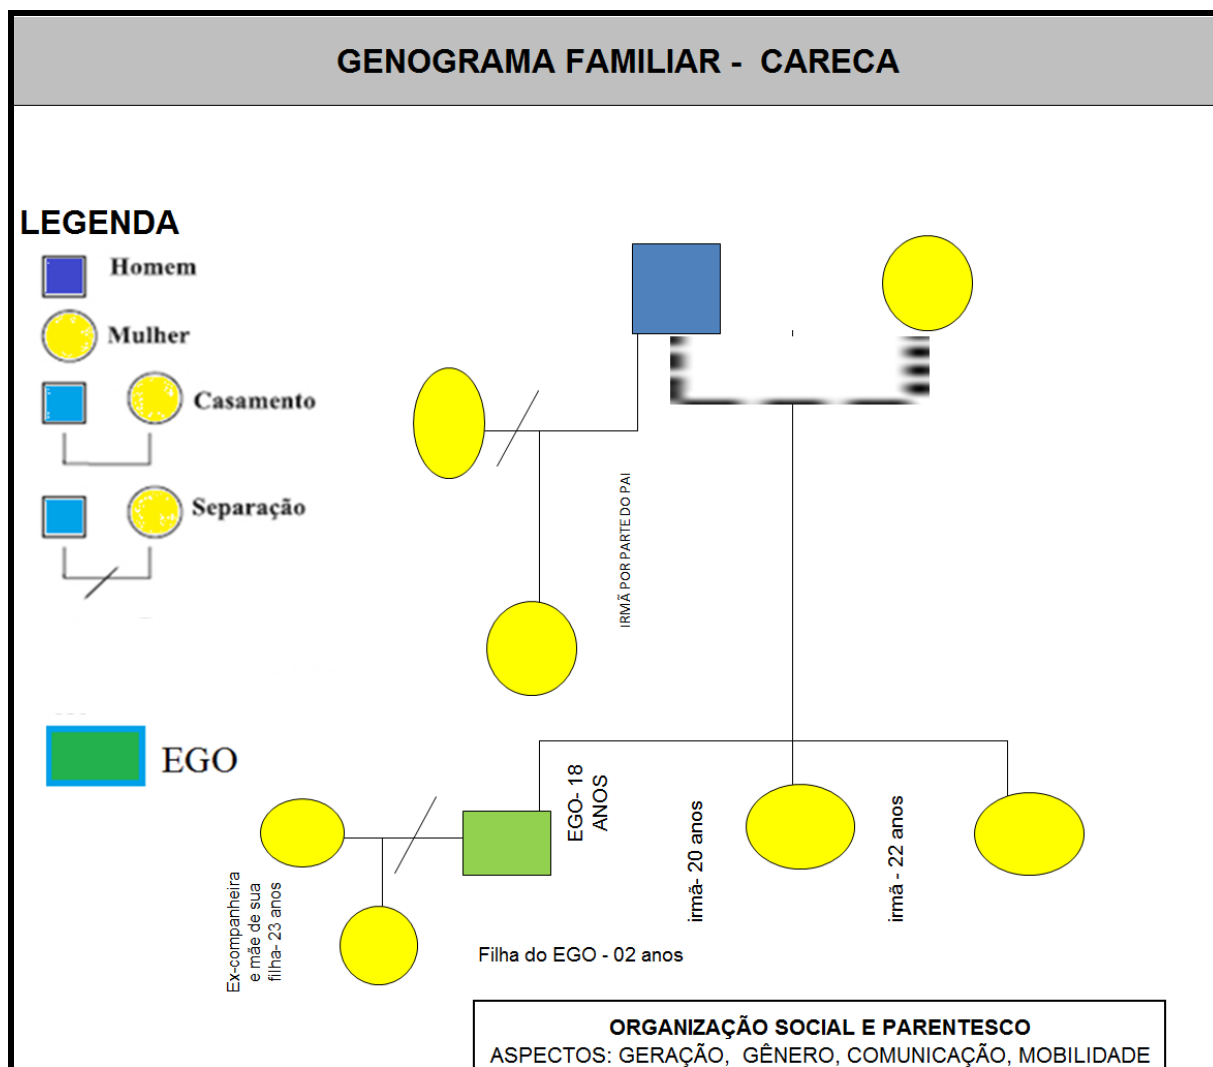 GENOGRAMA FAMILIAR - CARECA
LEGENDA
Homem
Mulher
Casamento
Separação
EGO
IRMÃ POR PARTE DO PAI
EGO- 18
ANOS
irmã- 20 anos
irmã - 22 anos
Ex-companheira
e mãe de sua
filha- 23 anos
Filha do EGO - 02 anos
ORGANIZAÇÃO SOCIAL E PARENTESCO
ASPECTOS: GERAÇÃO, GÊNERO, COMUNICAÇÃO, MOBILIDADE